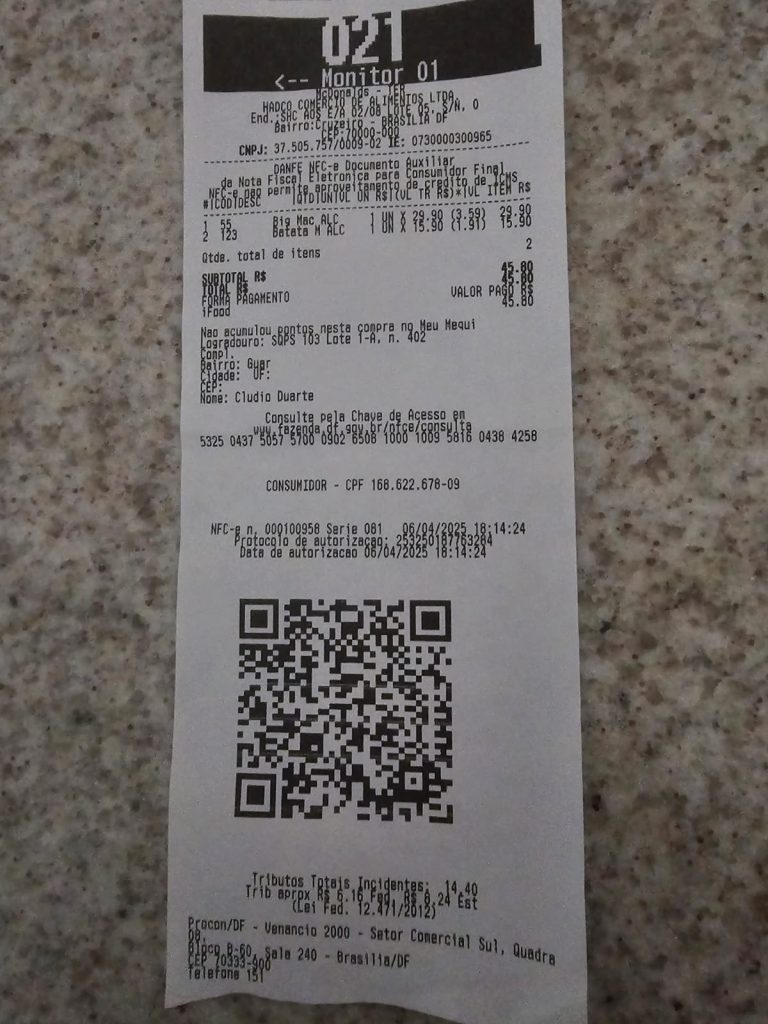 021
<-- Monitor 01
McDonalds - TER
HADCO COMERCIO DE ALIMENTOS LTDA
End.:SHC AOS E/A 02/08 LOTE 05, S/N, 0
Bairro:Cruzeiro - BRASILIA DF
CEP:70000-000
CNPJ: 37.505.757/0009-02 IE: 0730000300965
DANFE NFC-e Documento Auxiliar
da Nota Fiscal Eletronica para Consumidor Final
NFC-e nao permite aproveitamento de credito de ICMS
#|COD|DESC |QTD|UN|VL UN R$|(VL TR R$)*|VL ITEM R$
1 55 Big Mac ALC 1 UN X 29.90 (3.59) 29.90
2 123 Batata M ALC 1 UN X 15.90 (1.91) 15.90
Qtde. total de itens 2
SUBTOTAL R$ 45.80
TOTAL R$ 45.80
FORMA PAGAMENTO VALOR PAGO R$
iFood 45.80
Nao acumulou pontos nesta compra no Meu Mequi
Logradouro: SQPS 103 Lote 1-A, n. 402
Compl.
Bairro: Guar
Cidade: UF:
CEP:
Nome: Cludio Duarte
Consulte pela Chave de Acesso em
www.fazenda.df.gov.br/nfce/consulta
5325 0437 5057 5700 0902 6508 1000 1009 5816 0438 4258
CONSUMIDOR - CPF 168.622.678-09
NFC-e n. 000100958 Serie 081 06/04/2025 18:14:24
Protocolo de autorizacao: 253250187763284
Data de autorizacao 06/04/2025 18:14:24
Tributos Totais Incidentes: 14.40
Trib aprox R$ 6.16 Fed, R$ 8.24 Est
(Lei Fed. 12.471/2012)
Procon/DF - Venancio 2000 - Setor Comercial Sul, Quadra
08,
Bloco B-60, Sala 240 - Brasilia/DF
CEP 70333-900
Telefone 151